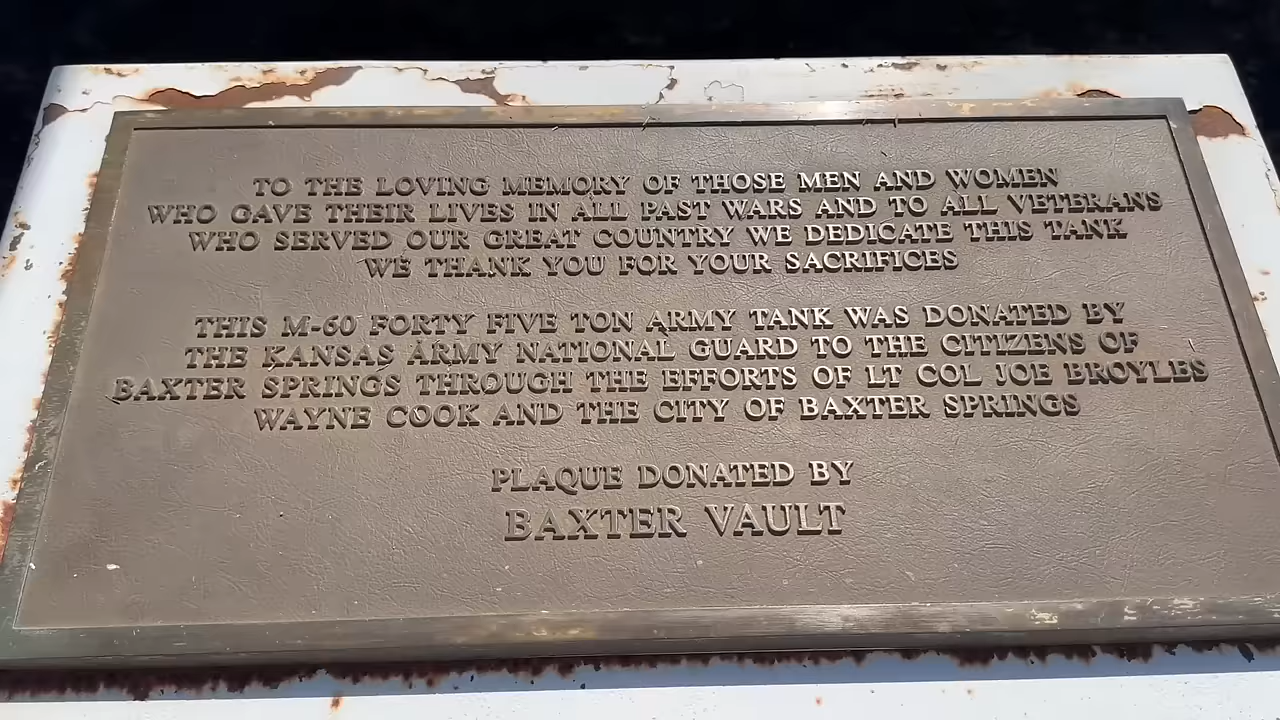 TO THE LOVING MEMORY OF THOSE MEN AND WOMEN
WHO GAVE THEIR LIVES IN ALL PAST WARS AND TO ALL VETERANS
WHO SERVED OUR GREAT COUNTRY WE DEDICATE THIS TANK
WE THANK YOU FOR YOUR SACRIFICES
THIS M-60 FORTY FIVE TON ARMY TANK WAS DONATED BY
THE KANSAS ARMY NATIONAL GUARD TO THE CITIZENS OF
BAXTER SPRINGS THROUGH THE EFFORTS OF LT COL JOE BROYLES
WAYNE COOK AND THE CITY OF BAXTER SPRINGS
PLAQUE DONATED BY
BAXTER VAULT